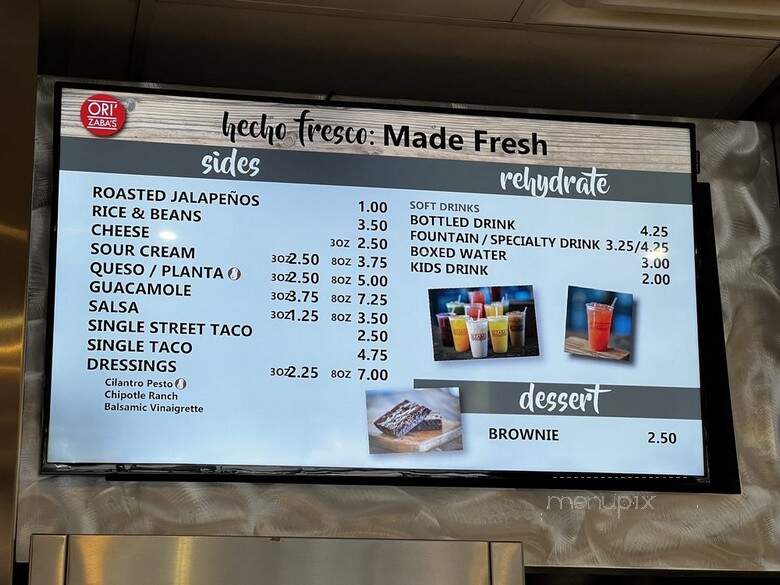 ORI'
ZABA'S
hecho fresco: Made Fresh
sides
ROASTED JALAPEÑOS 1.00
RICE & BEANS 3.50
CHEESE 3OZ 2.50
SOUR CREAM 3OZ 2.50 8OZ 3.75
QUESO / PLANTA 3OZ 2.50 8OZ 5.00
GUACAMOLE 3OZ 3.75 8OZ 7.25
SALSA 3OZ 1.25 8OZ 3.50
SINGLE STREET TACO 2.50
SINGLE TACO 4.75
DRESSINGS 3OZ 2.25 8OZ 7.00
Cilantro Pesto
Chipotle Ranch
Balsamic Vinaigrette
rehydrate
SOFT DRINKS
BOTTLED DRINK 4.25
FOUNTAIN / SPECIALTY DRINK 3.25/4.25
BOXED WATER 3.00
KIDS DRINK 2.00
dessert
BROWNIE 2.50
menupix